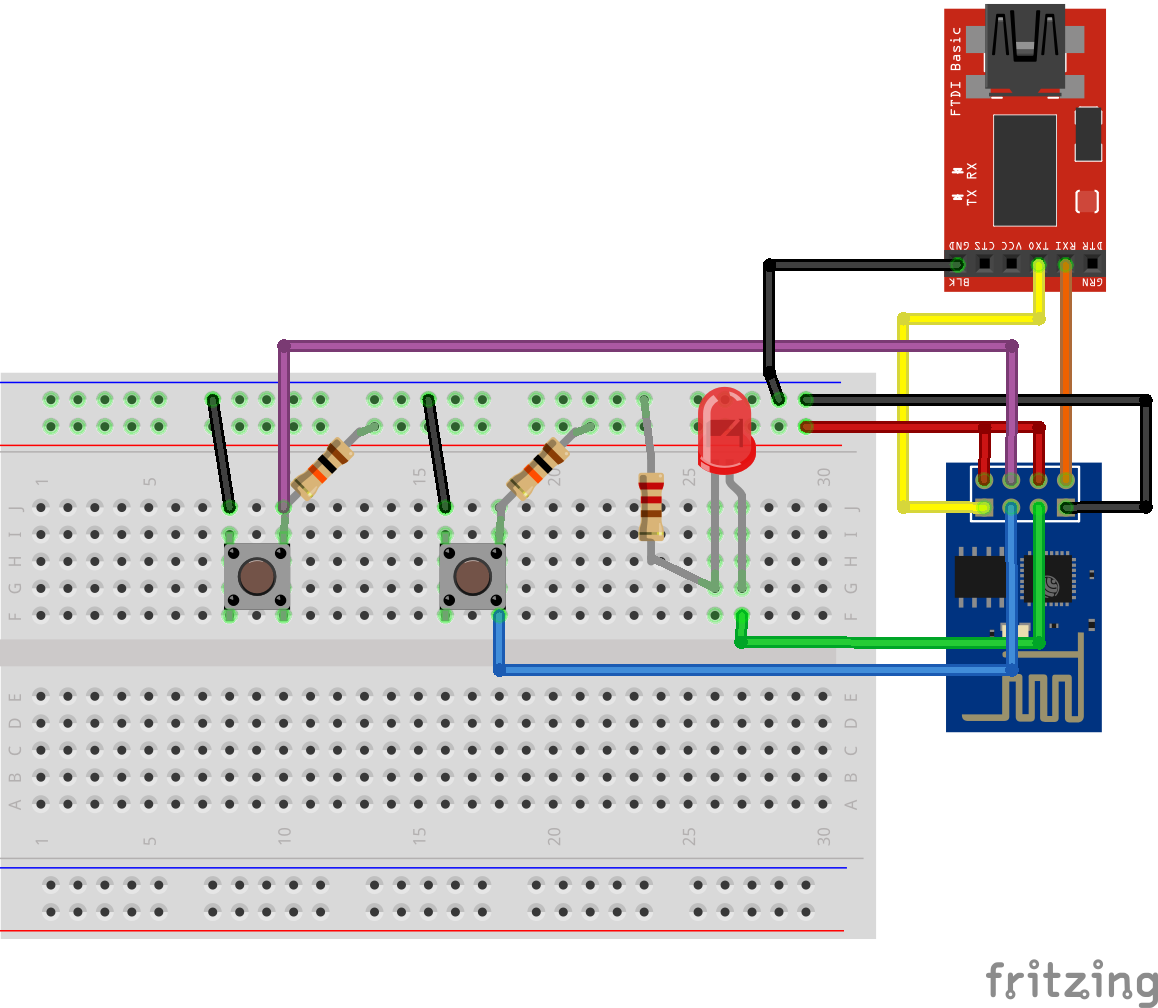 FTDI Basic
TX RX
GND CTS VCC TXO RXI DTR
BLK GRN
1 5 15 20 25 30
J J
I I
H H
G G
F F
E E
D D
C C
B B
A A
1 5 10 15 20 25 30
fritzing